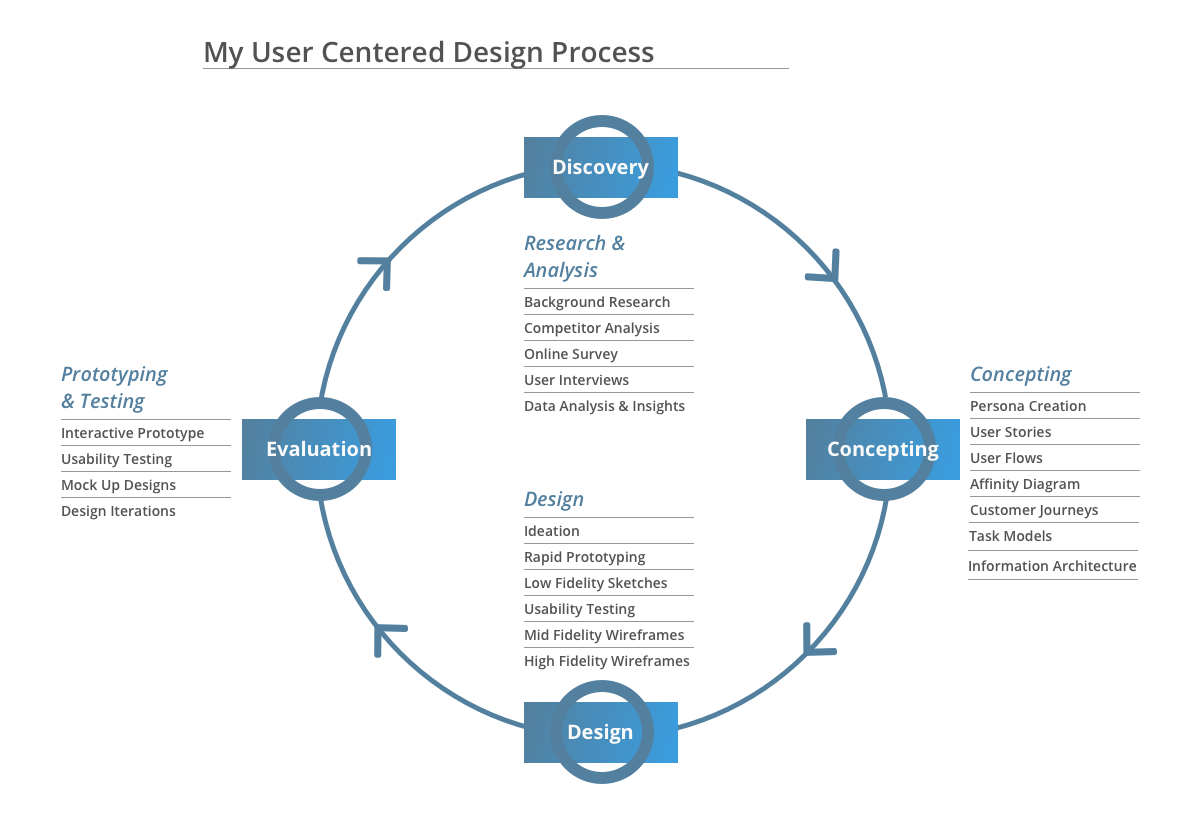 My User Centered Design Process
Discovery
Research &
Analysis
Background Research
Competitor Analysis
Online Survey
User Interviews
Data Analysis & Insights
Concepting
Concepting
Persona Creation
User Stories
User Flows
Affinity Diagram
Customer Journeys
Task Models
Information Architecture
Design
Ideation
Rapid Prototyping
Low Fidelity Sketches
Usability Testing
Mid Fidelity Wireframes
High Fidelity Wireframes
Design
Prototyping
& Testing
Interactive Prototype
Usability Testing
Mock Up Designs
Design Iterations
Evaluation